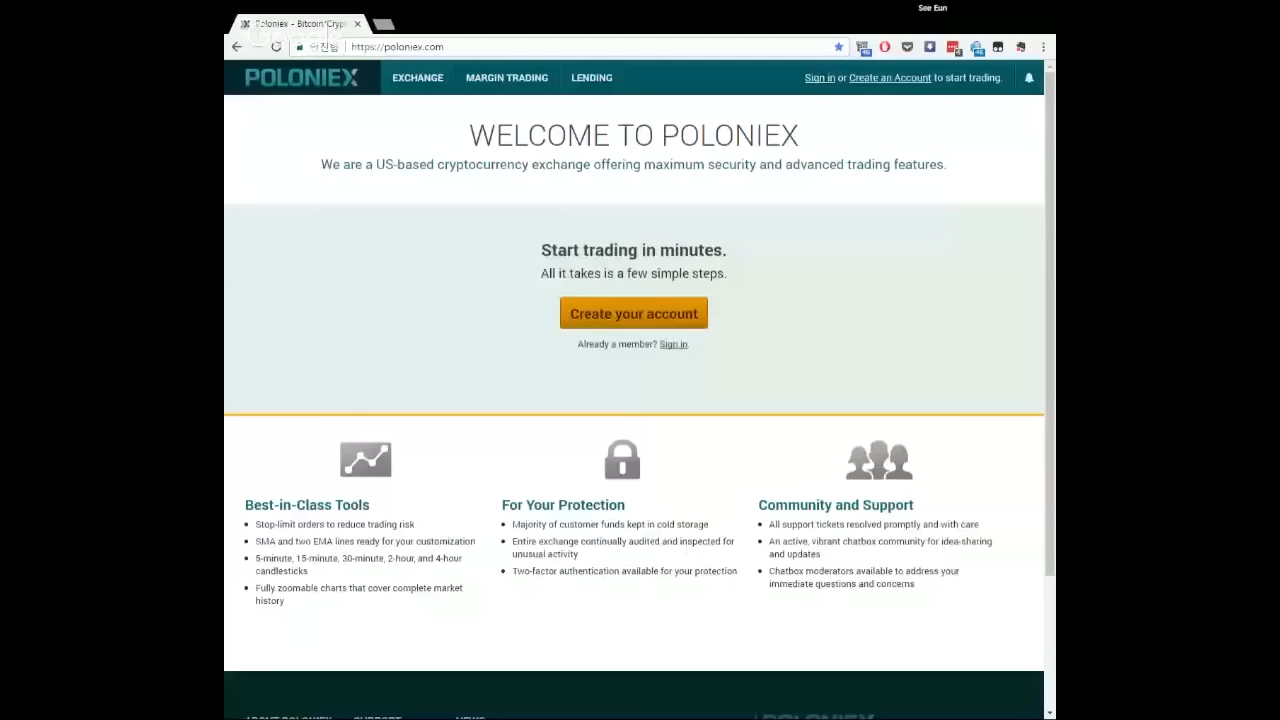 See Eun
Poloniex - Bitcoin/Crypt
https://poloniex.com
POLONIEX
EXCHANGE
MARGIN TRADING
LENDING
Sign in or Create an Account to start trading.
WELCOME TO POLONIEX
We are a US-based cryptocurrency exchange offering maximum security and advanced trading features.
Start trading in minutes.
All it takes is a few simple steps.
Create your account
Already a member? Sign in.
Best-in-Class Tools
Stop-limit orders to reduce trading risk
SMA and two EMA lines ready for your customization
5-minute, 15-minute, 30-minute, 2-hour, and 4-hour
candlesticks
Fully zoomable charts that cover complete market
history
For Your Protection
Majority of customer funds kept in cold storage
Entire exchange continually audited and inspected for
unusual activity
Two-factor authentication available for your protection
Community and Support
All support tickets resolved promptly and with care
An active, vibrant chatbox community for idea-sharing
and updates
Chatbox moderators available to address your
immediate questions and concerns
ABOUT POLONIEX
SUPPORT
NEWS
POLONIEX